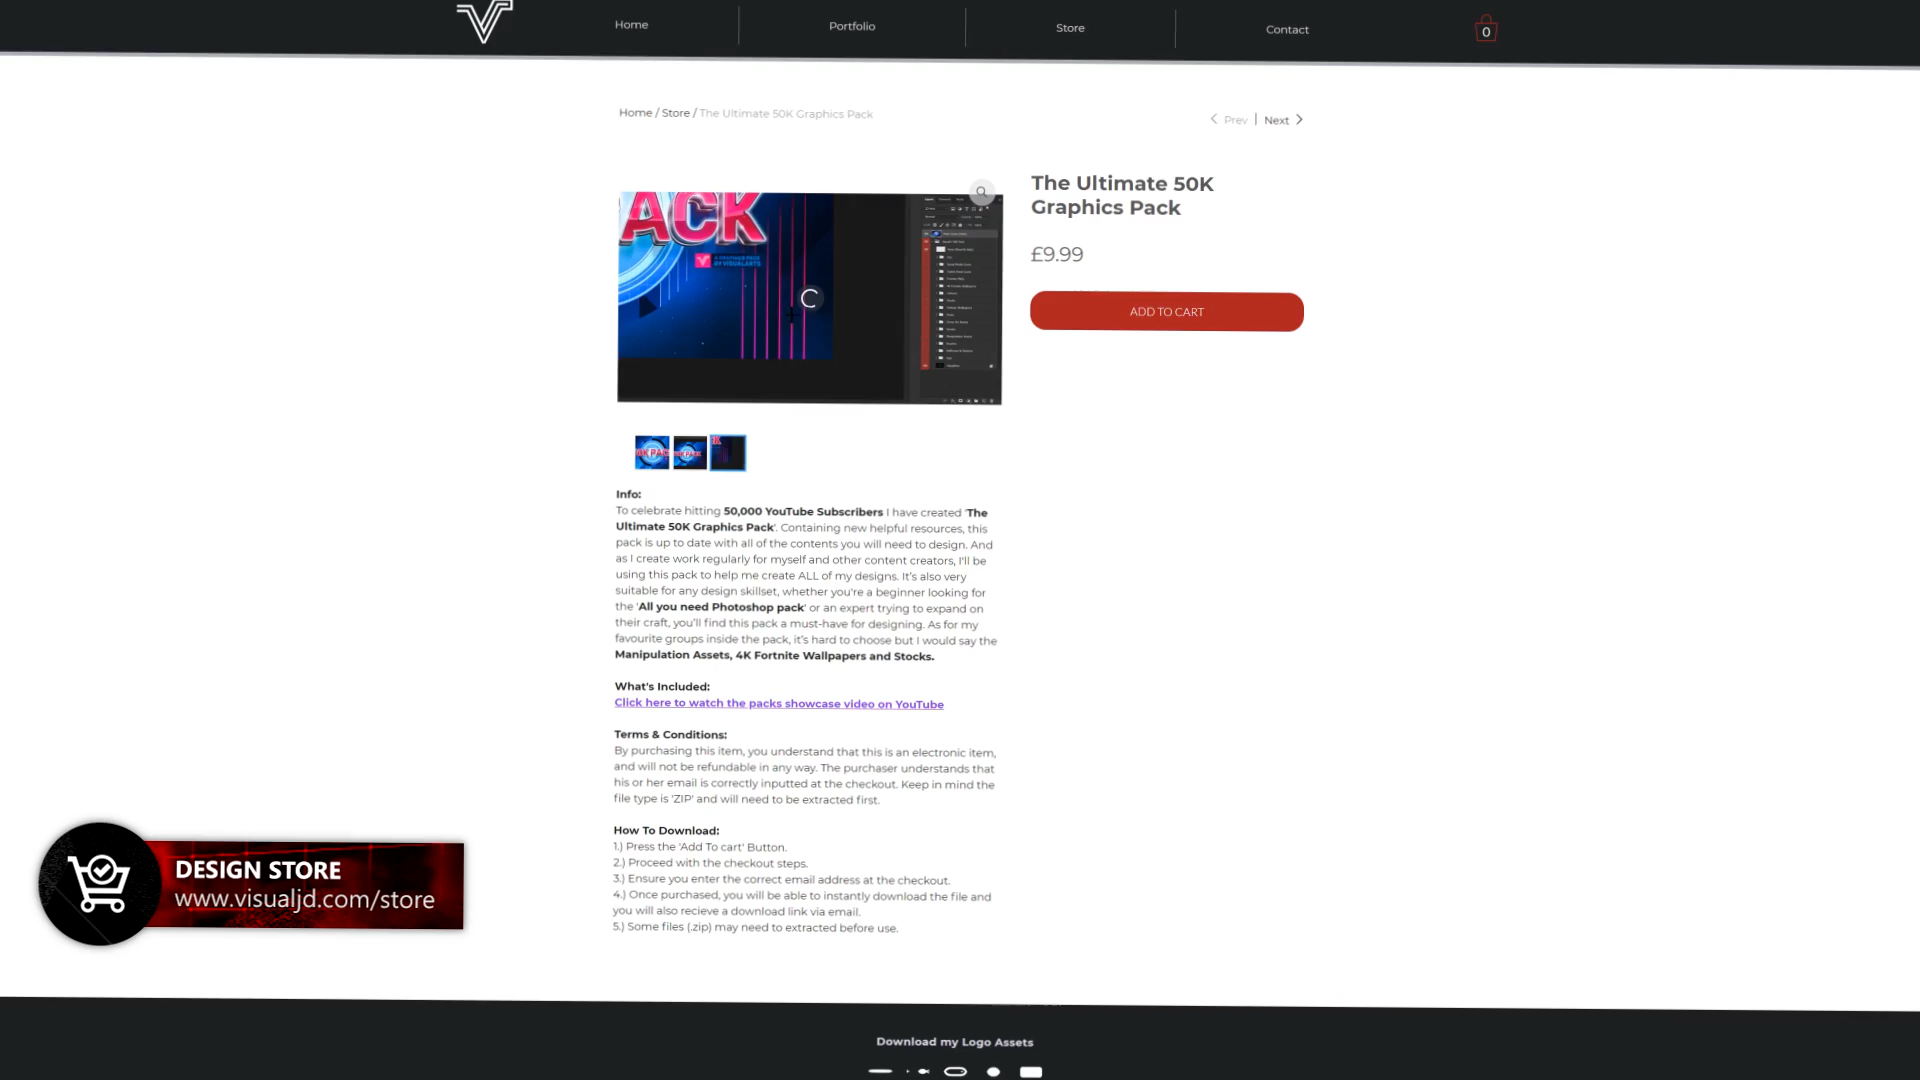 Home
Portfolio
Store
Contact
0
Home / Store / The Ultimate 50K Graphics Pack
Prev | Next
ACK
A GRAPHICS PACK
BY VISUALARTS
The Ultimate 50K
Graphics Pack
£9.99
ADD TO CART
Info:
To celebrate hitting 50,000 YouTube Subscribers I have created 'The
Ultimate 50K Graphics Pack'. Containing new helpful resources, this
pack is up to date with all of the contents you will need to design. And
as I create work regularly for myself and other content creators, I'll be
using this pack to help me create ALL of my designs. It's also very
suitable for any design skillset, whether you're a beginner looking for
the 'All you need Photoshop pack' or an expert trying to expand on
their craft, you'll find this pack a must-have for designing. As for my
favourite groups inside the pack, it's hard to choose but I would say the
Manipulation Assets, 4K Fortnite Wallpapers and Stocks.
What's Included:
Click here to watch the packs showcase video on YouTube
Terms & Conditions:
By purchasing this item, you understand that this is an electronic item,
and will not be refundable in any way. The purchaser understands that
his or her email is correctly inputted at the checkout. Keep in mind the
file type is 'ZIP' and will need to be extracted first.
How To Download:
1.) Press the 'Add To cart' Button.
2.) Proceed with the checkout steps.
3.) Ensure you enter the correct email address at the checkout.
4.) Once purchased, you will be able to instantly download the file and
you will also recieve a download link via email.
5.) Some files (.zip) may need to extracted before use.
DESIGN STORE
www.visualjd.com/store
Download my Logo Assets